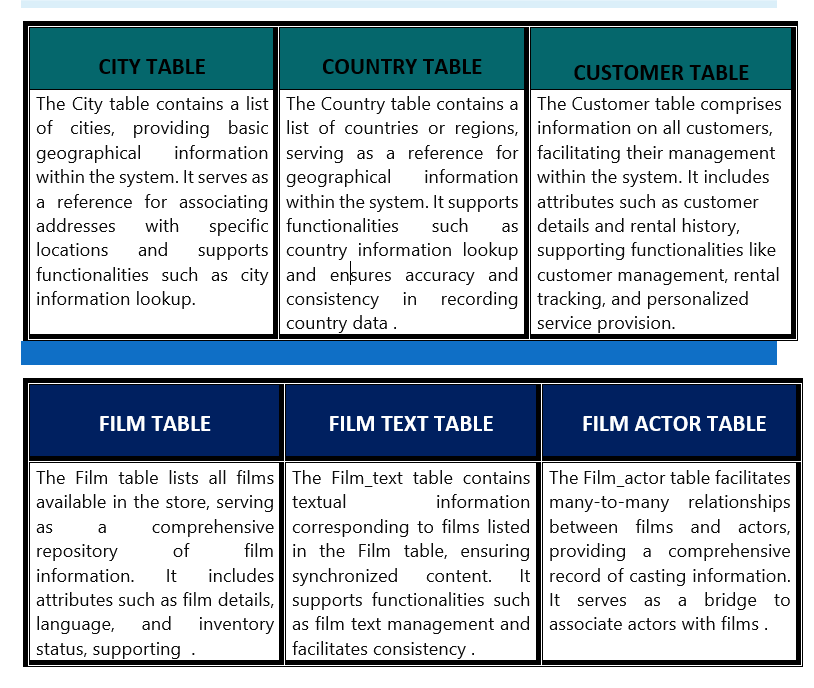 CITY TABLE
The City table contains a list
of cities, providing basic
geographical information
within the system. It serves as
a reference for associating
addresses with specific
locations and supports
functionalities such as city
information lookup.
COUNTRY TABLE
The Country table contains a
list of countries or regions,
serving as a reference for
geographical information
within the system. It supports
functionalities such as
country information lookup
and ensures accuracy and
consistency in recording
country data .
CUSTOMER TABLE
The Customer table comprises
information on all customers,
facilitating their management
within the system. It includes
attributes such as customer
details and rental history,
supporting functionalities like
customer management, rental
tracking, and personalized
service provision.
FILM TABLE
The Film table lists all films
available in the store, serving
as a comprehensive
repository of film
information. It includes
attributes such as film details,
language, and inventory
status, supporting .
FILM TEXT TABLE
The Film_text table contains
textual information
corresponding to films listed
in the Film table, ensuring
synchronized content. It
supports functionalities such
as film text management and
facilitates consistency .
FILM ACTOR TABLE
The Film_actor table facilitates
many-to-many relationships
between films and actors,
providing a comprehensive
record of casting information.
It serves as a bridge to
associate actors with films .